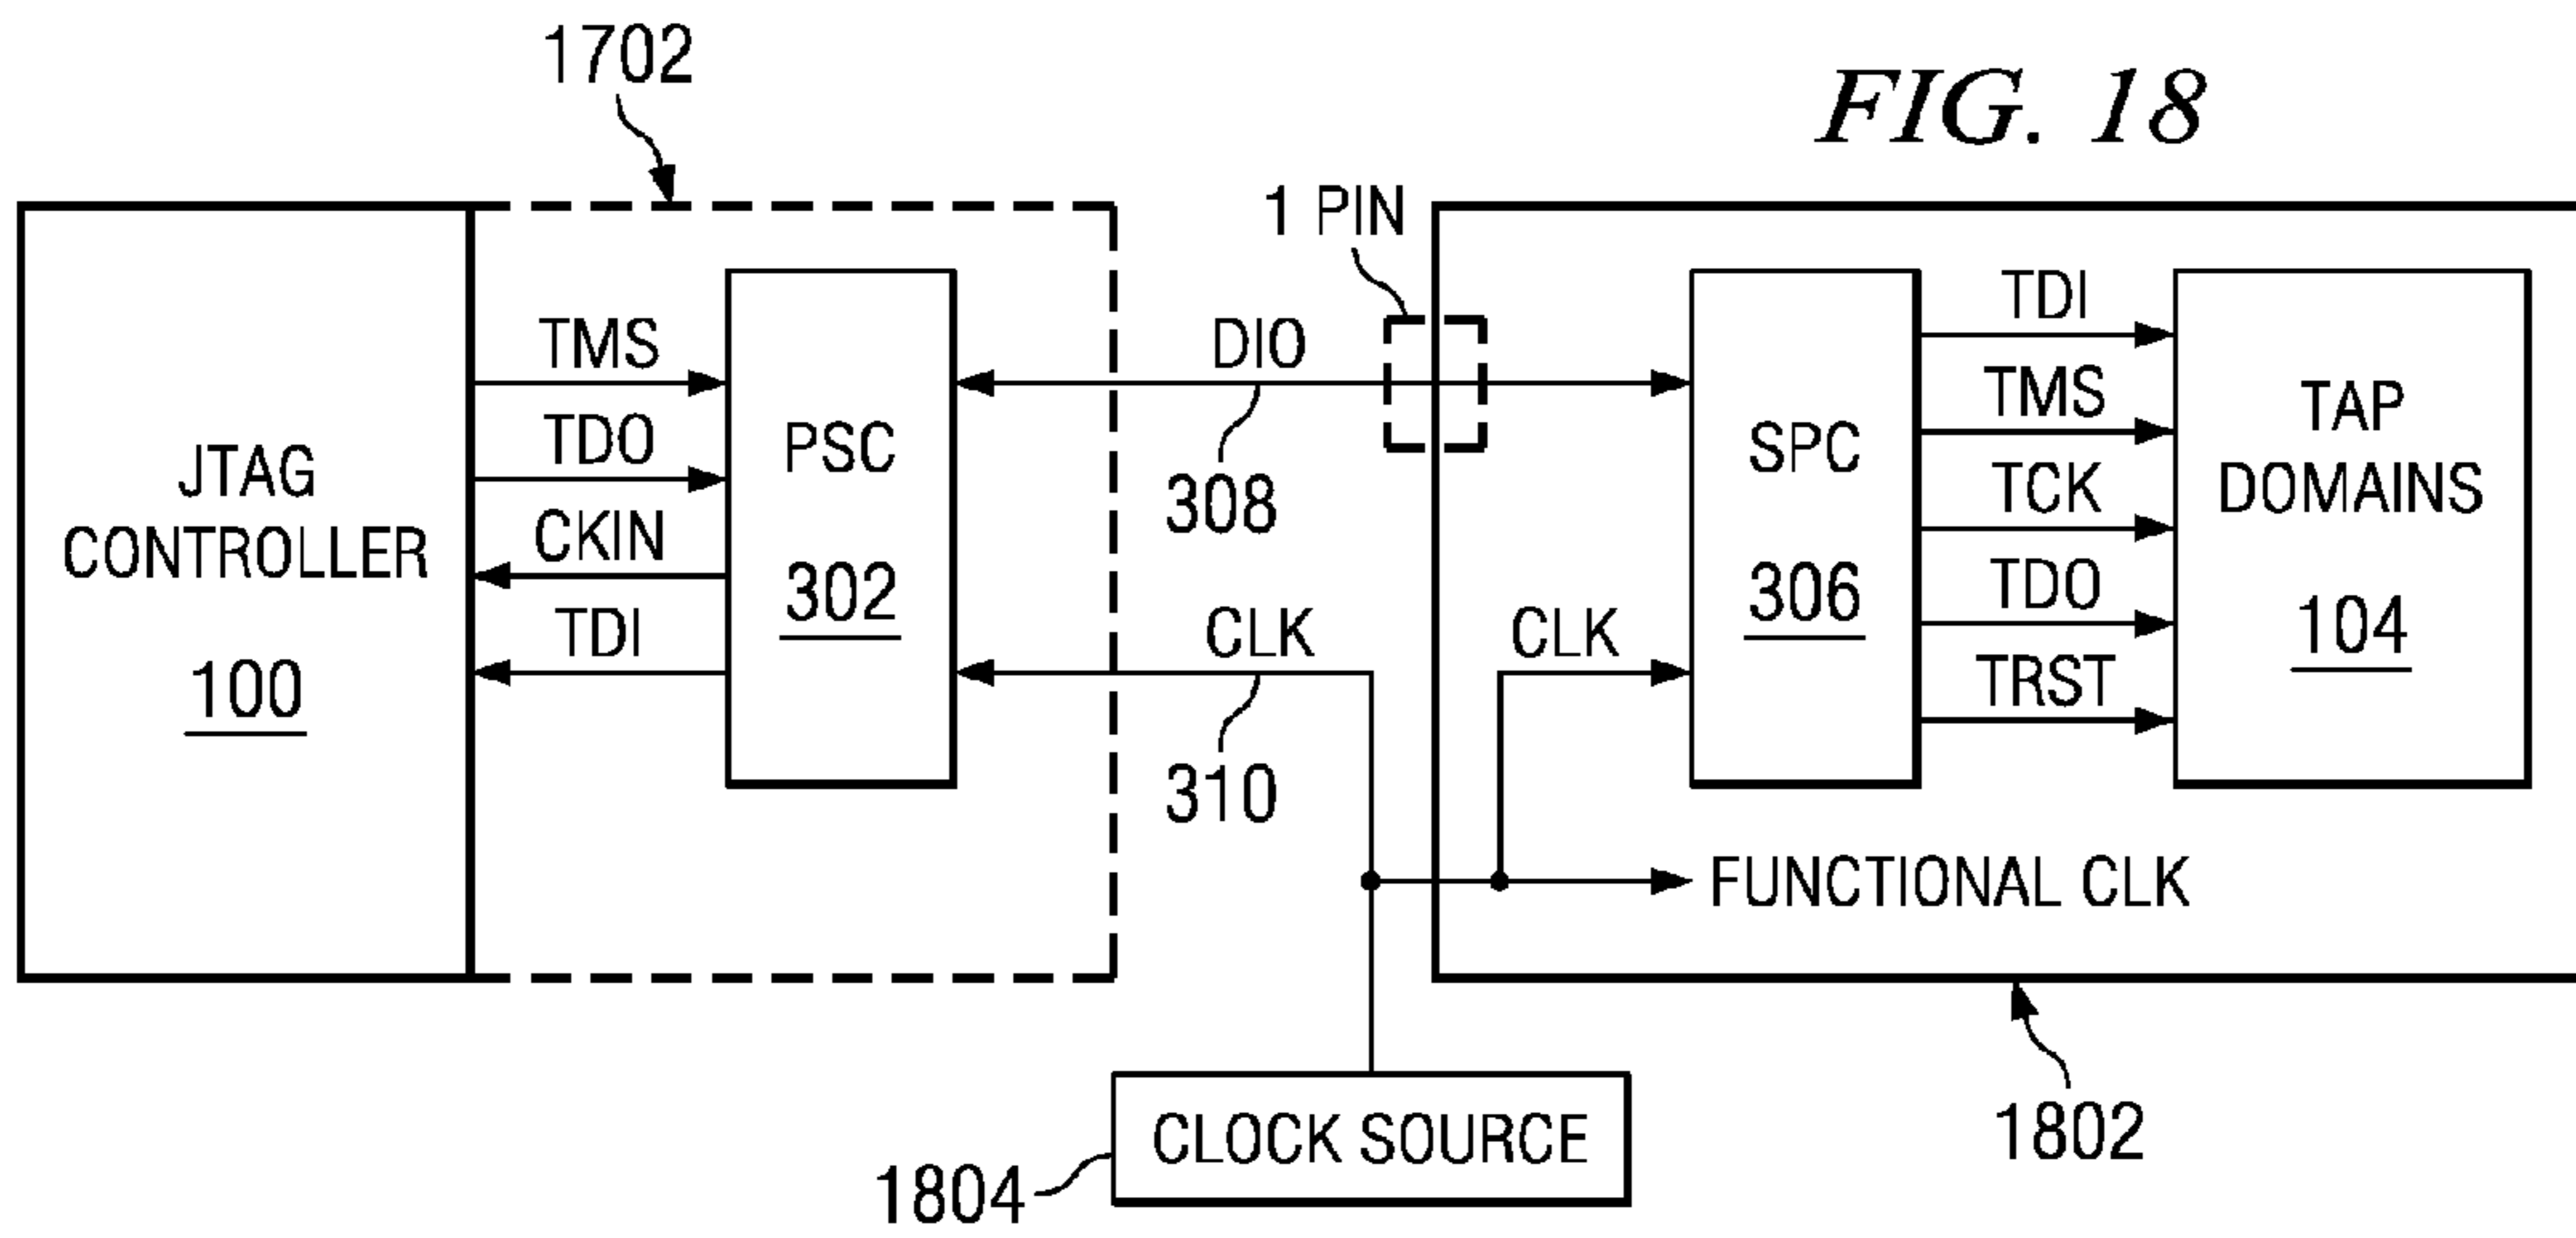 1702
FIG. 18
1 PIN
JTAG
CONTROLLER
100
TMS
TDO
CKIN
TDI
PSC
302
DIO
308
CLK
310
CLK
SPC
306
TDI
TMS
TCK
TDO
TRST
TAP
DOMAINS
104
FUNCTIONAL CLK
CLOCK SOURCE
1804
1802